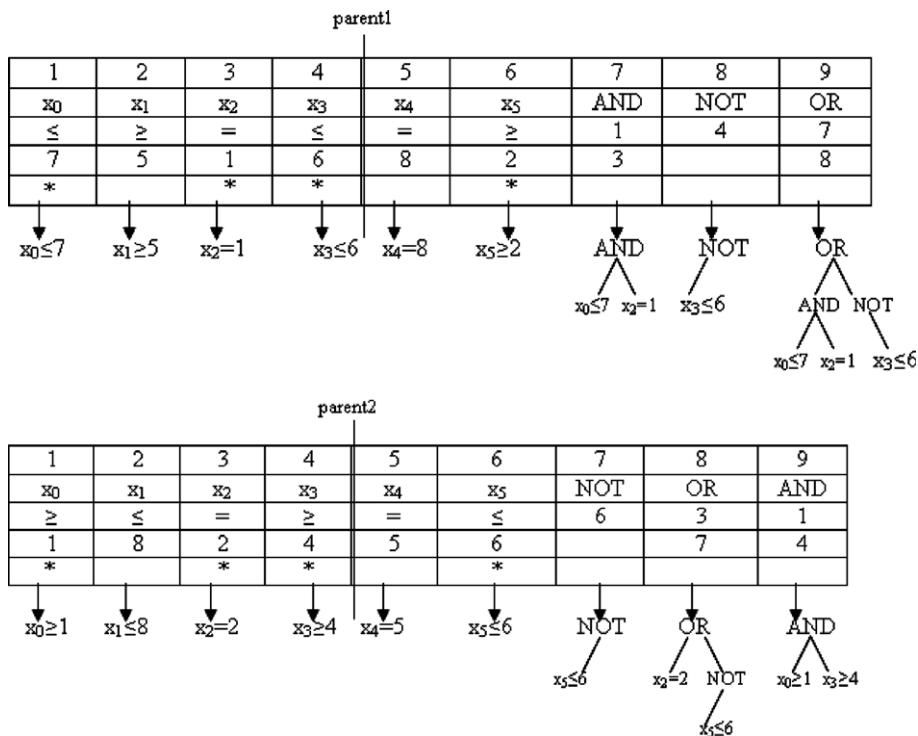 parent1
1 2 3 4 5 6 7 8 9
x₀ x₁ x₂ x₃ x₄ x₅ AND NOT OR
≤ ≥ = ≤ = ≥ 1 4 7
7 5 1 6 8 2 3 8
* * * *
x₀≤7 x₁≥5 x₂=1 x₃≤6 x₄=8 x₅≥2 AND NOT OR
x₀≤7 x₂=1 x₃≤6 AND NOT
x₀≤7 x₂=1 x₃≤6
parent2
1 2 3 4 5 6 7 8 9
x₀ x₁ x₂ x₃ x₄ x₅ NOT OR AND
≥ ≤ = ≥ = ≤ 6 3 1
1 8 2 4 5 6 7 4
* * * *
x₀≥1 x₁≤8 x₂=2 x₃≥4 x₄=5 x₅≤6 NOT OR AND
x₅≤6 x₂=2 NOT x₀≥1 x₃≥4
x₅≤6